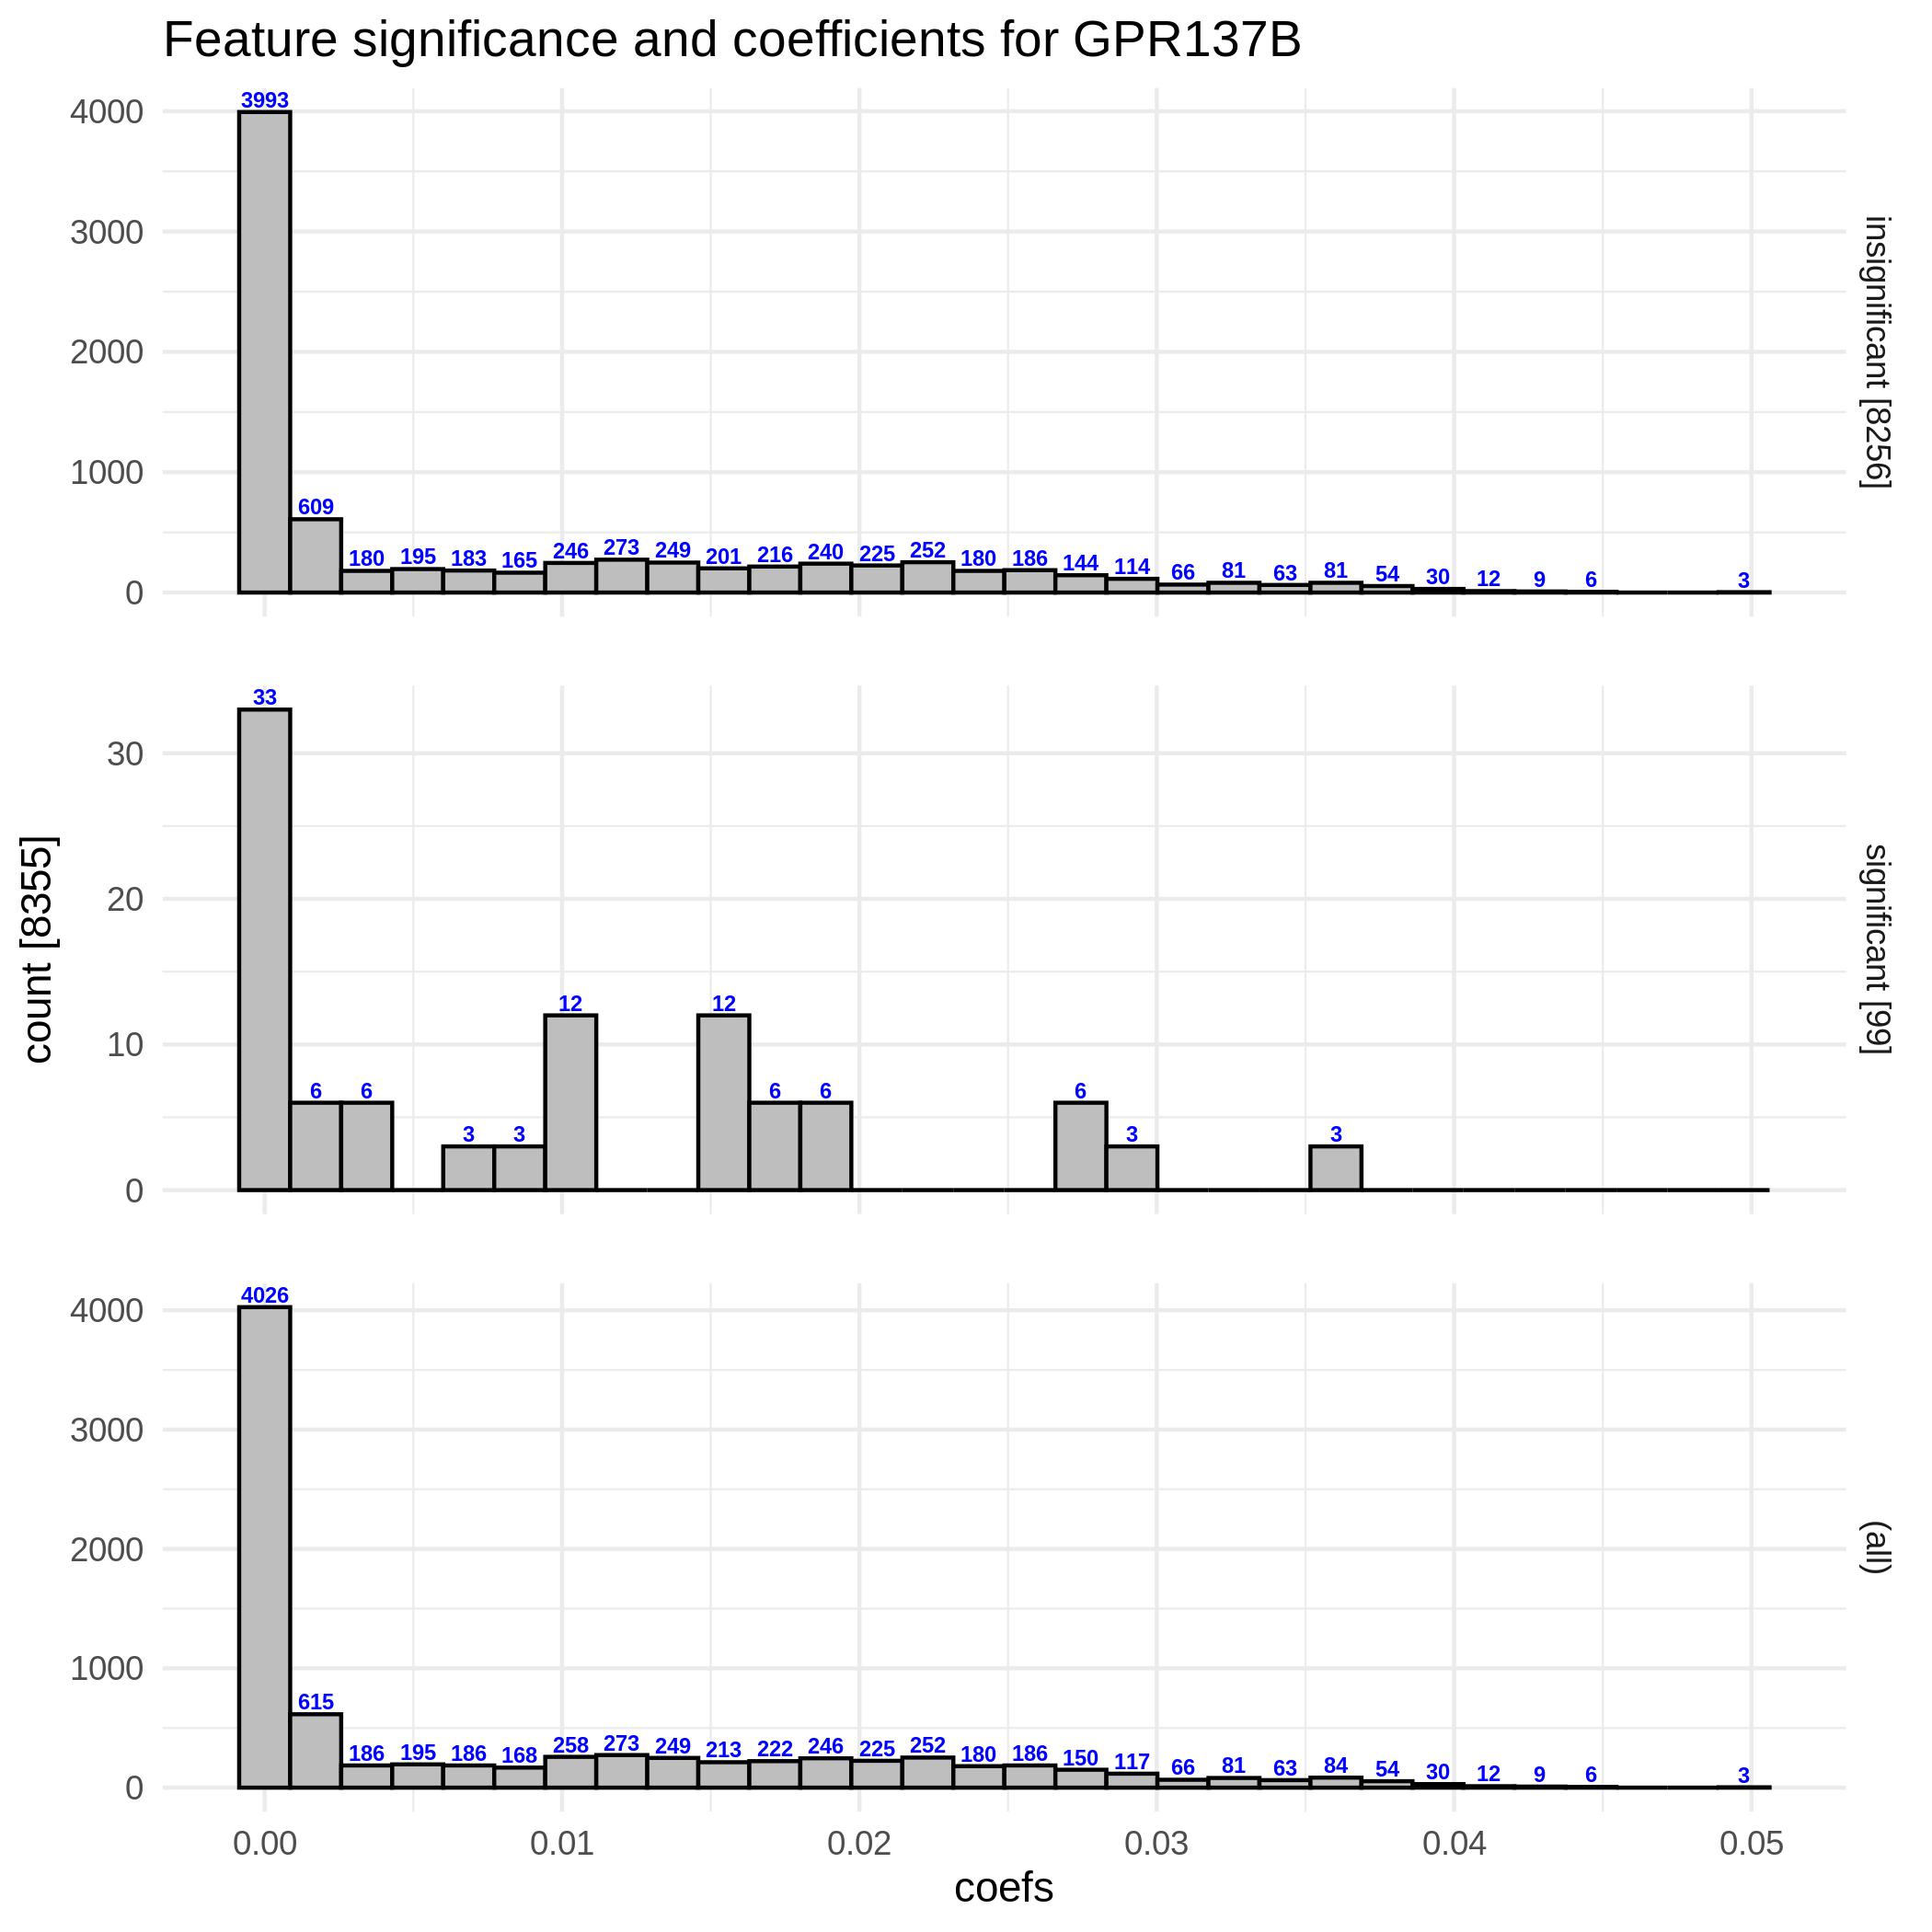 Feature significance and coefficients for GPR137B
3993
4000
3000
2000
1000
0
609
180 195 183 165 246 273 249 201 216 240 225 252 180 186 144 114 66 81 63 81 54 30 12 9 6 3
insignificant [8256]
33
30
20
10
0
6 6 3 3 12 12 6 6 6 3 3
significant [99]
count [8355]
4026
4000
3000
2000
1000
0
615
186 195 186 168 258 273 249 213 222 246 225 252 180 186 150 117 66 81 63 84 54 30 12 9 6 3
(all)
0.00 0.01 0.02 0.03 0.04 0.05
coefs